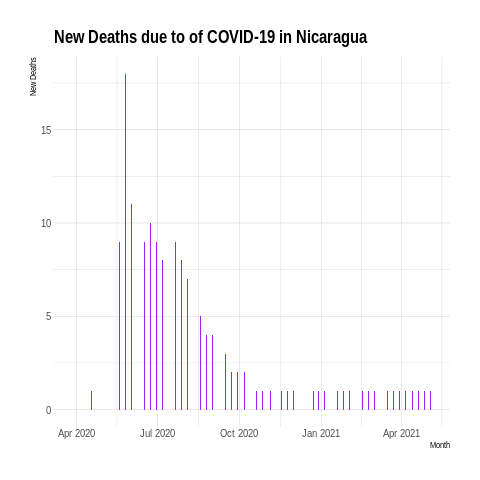 New Deaths due to of COVID-19 in Nicaragua
New Deaths
15
10
5
0
Apr 2020 Jul 2020 Oct 2020 Jan 2021 Apr 2021
Month